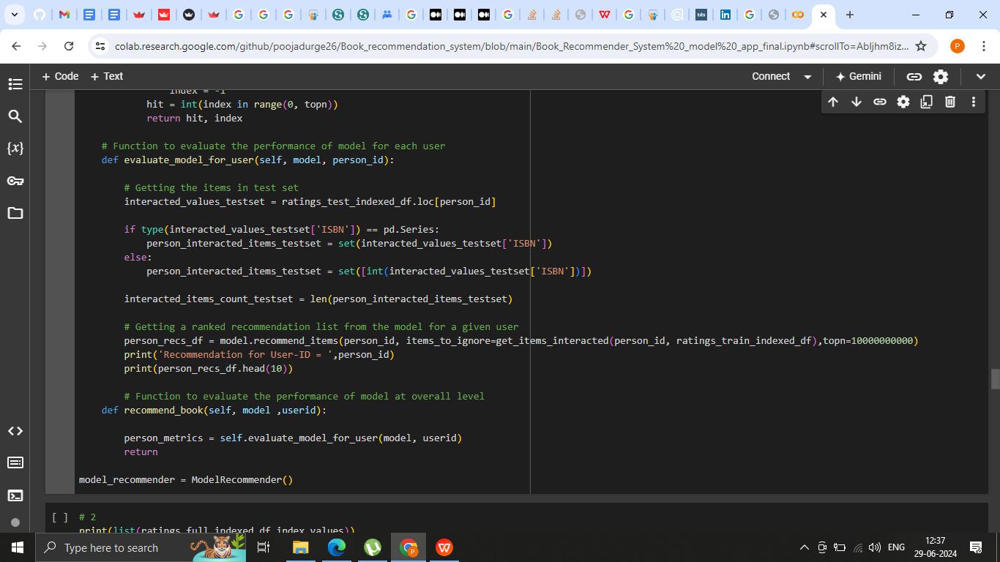 colab.research.google.com/github/poojadurge26/Book_recommendation_system/blob/main/Book_Recommender_System%20_model%20_app_final.ipynb#scrollTo=Abljhm8iz...
P
+ Code + Text
Connect
Gemini
index = -1
hit = int(index in range(0, topn))
return hit, index
# Function to evaluate the performance of model for each user
def evaluate_model_for_user(self, model, person_id):
# Getting the items in test set
interacted_values_testset = ratings_test_indexed_df.loc[person_id]
if type(interacted_values_testset['ISBN']) == pd.Series:
person_interacted_items_testset = set(interacted_values_testset['ISBN'])
else:
person_interacted_items_testset = set([int(interacted_values_testset['ISBN'])])
interacted_items_count_testset = len(person_interacted_items_testset)
# Getting a ranked recommendation list from the model for a given user
person_recs_df = model.recommend_items(person_id, items_to_ignore=get_items_interacted(person_id, ratings_train_indexed_df),topn=10000000000)
print('Recommendation for User-ID = ',person_id)
print(person_recs_df.head(10))
# Function to evaluate the performance of model at overall level
def recommend_book(self, model ,userid):
person_metrics = self.evaluate_model_for_user(model, userid)
return
model_recommender = ModelRecommender()
[ ] # 2
print(list(ratings_full_indexed_df.index.values))
Type here to search
ENG
12:37
29-06-2024